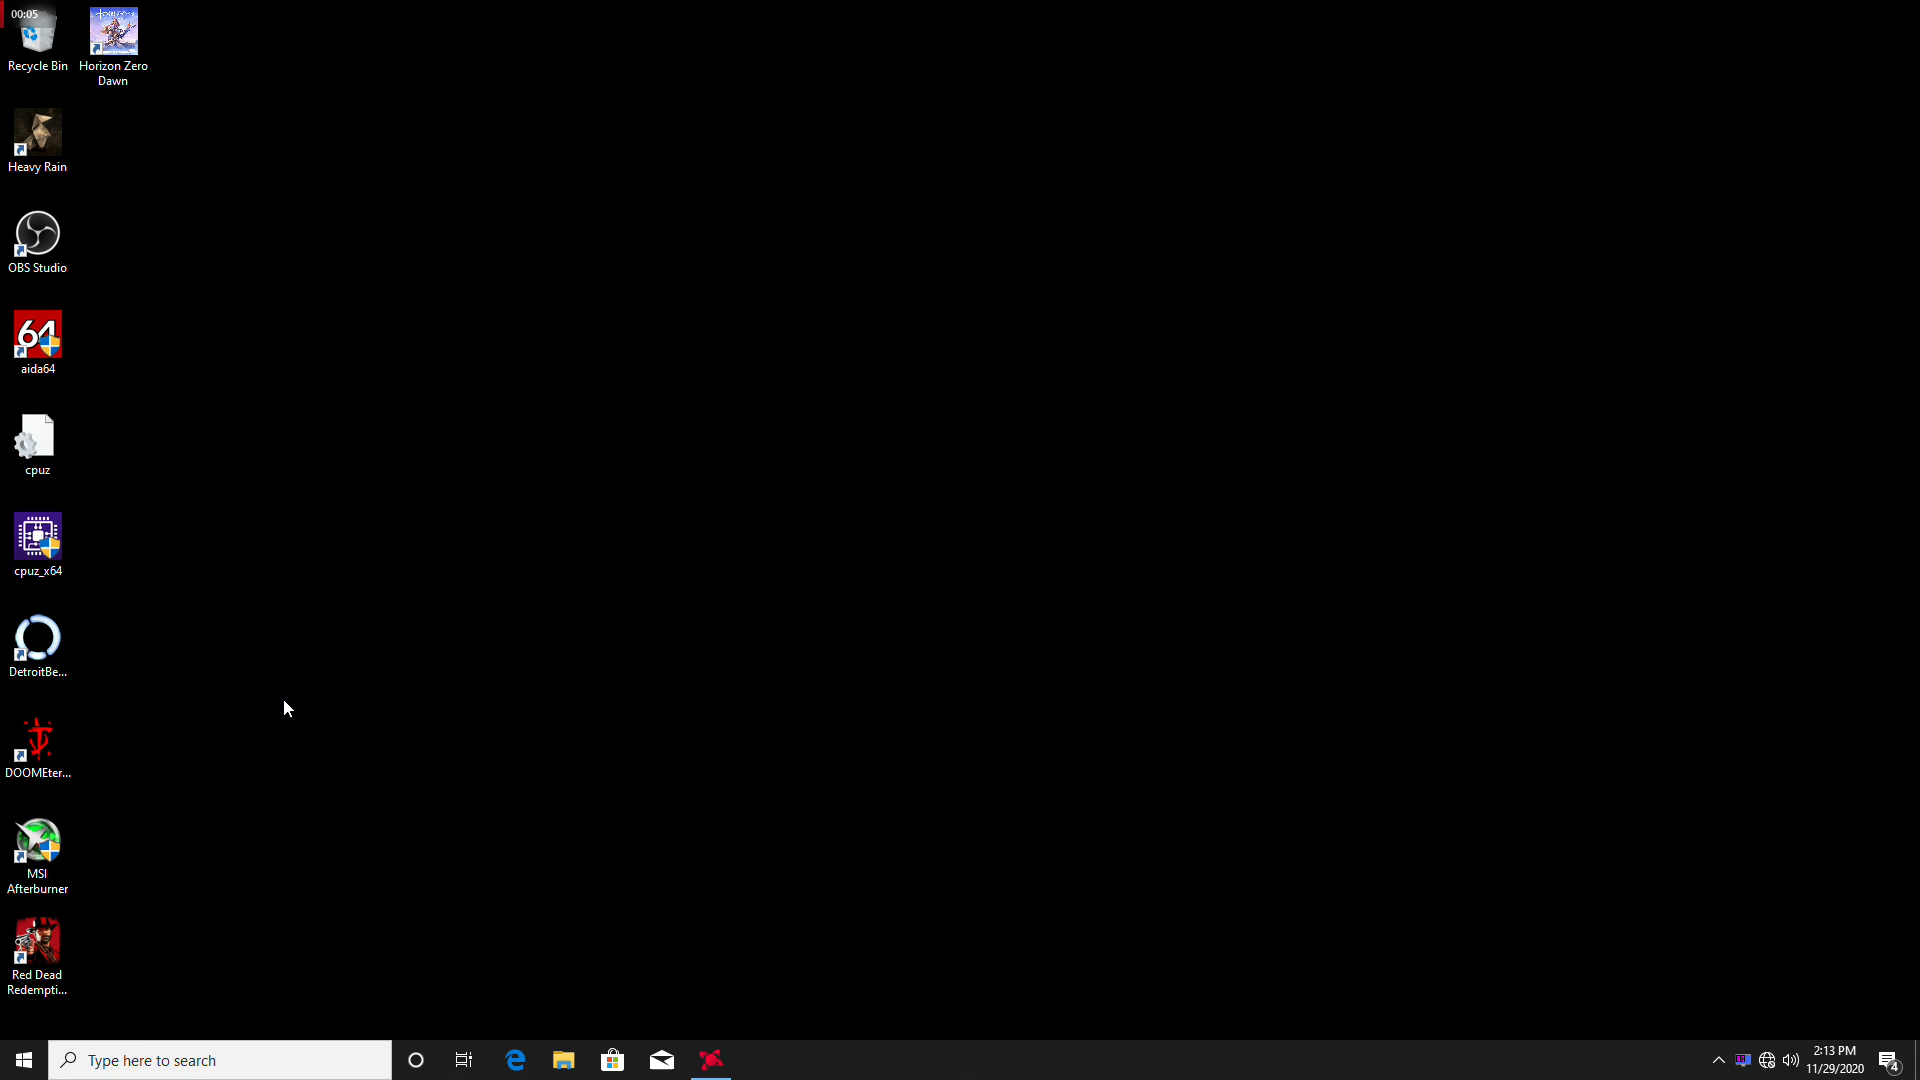 00:05
Recycle Bin
Horizon Zero
Dawn
Heavy Rain
OBS Studio
64
aida64
cpuz
cpuz_x64
DetroitBe...
DOOMEter...
MSI
Afterburner
Red Dead
Redempti...
Type here to search
2:13 PM
11/29/2020
4